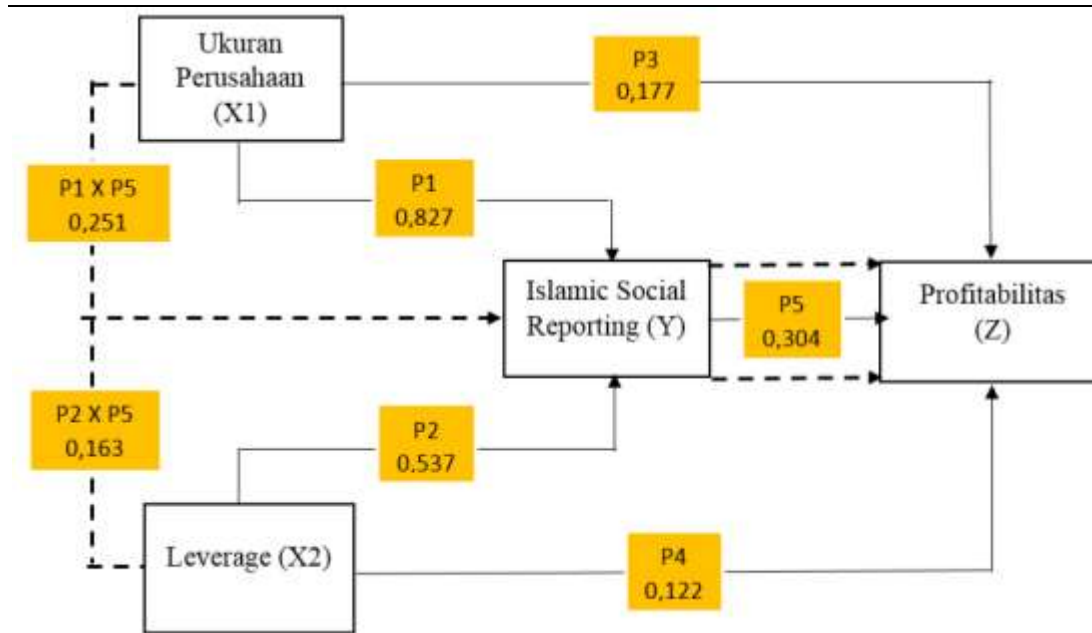 Ukuran
Perusahaan
(X1)
P3
0,177
P1 X P5
0,251
P1
0,827
Islamic Social
Reporting (Y)
P5
0,304
Profitabilitas
(Z)
P2 X P5
0,163
P2
0.537
Leverage (X2)
P4
0,122